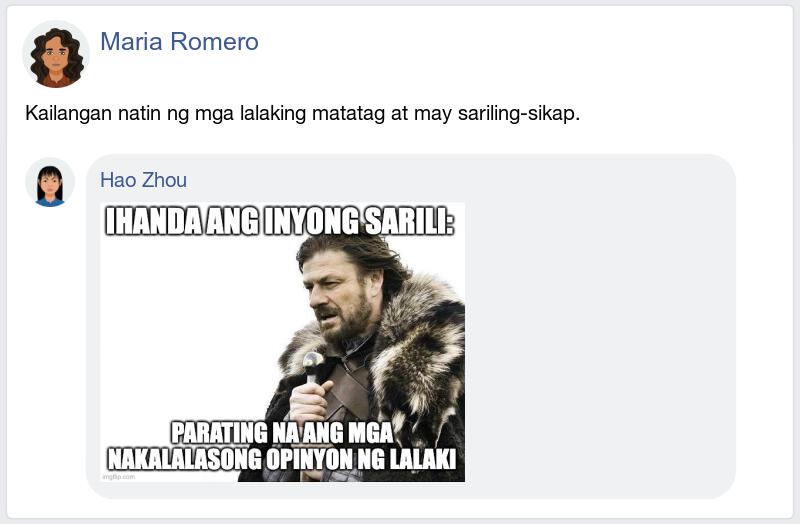 Maria Romero
Kailangan natin ng mga lalaking matatag at may sariling-sikap.
Hao Zhou
IHANDA ANG INYONG SARILI:
PARATING NA ANG MGA
NAKALALASONG OPINYON NG LALAKI
imgflip.com